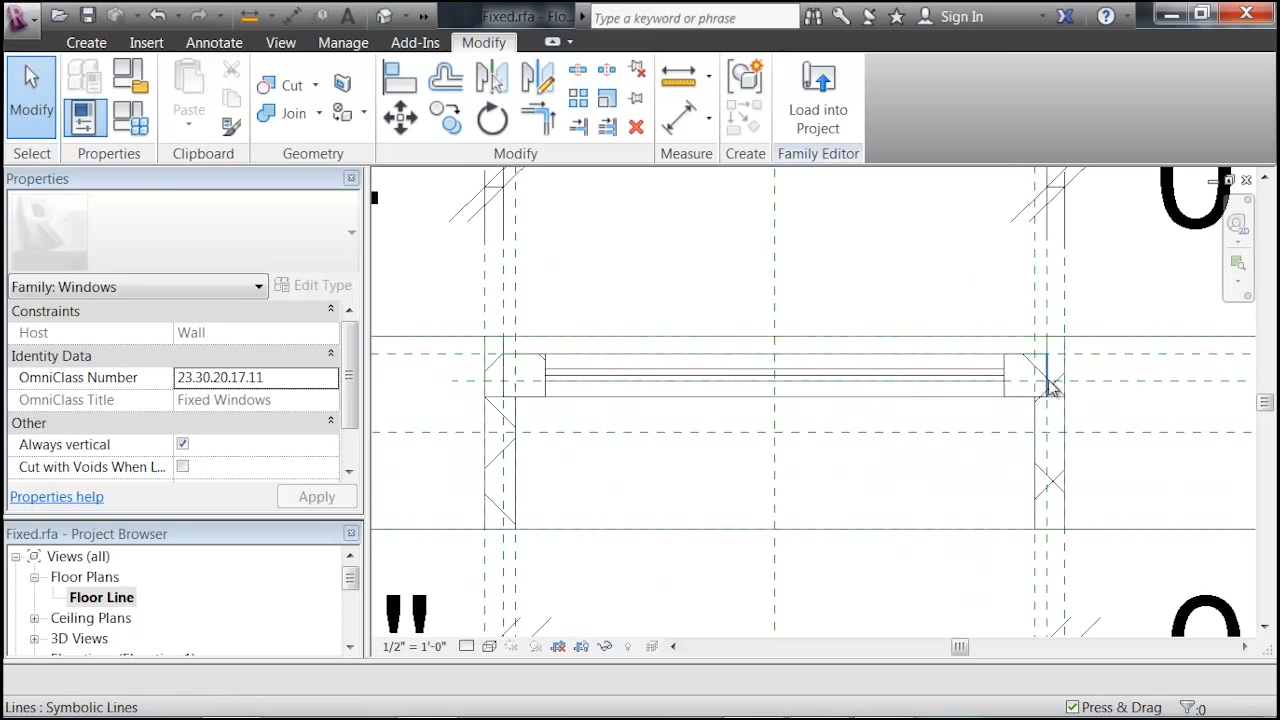 Fixed.rfa - Flo...
Type a keyword or phrase
Sign In
Create Insert Annotate View Manage Add-Ins Modify
Modify
Paste
Cut
Join
Load into
Project
Select Properties Clipboard Geometry Modify Measure Create Family Editor
Properties
Family: Windows
Edit Type
Constraints
Host Wall
Identity Data
OmniClass Number 23.30.20.17.11
OmniClass Title Fixed Windows
Other
Always vertical
Cut with Voids When L...
Properties help
Apply
Fixed.rfa - Project Browser
Views (all)
Floor Plans
Floor Line
Ceiling Plans
3D Views
1/2" = 1'-0"
Lines : Symbolic Lines
Press & Drag
:0